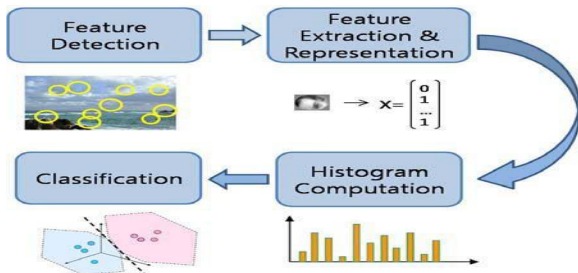 Feature
Detection
Feature
Extraction &
Representation
x=
0
1
...
1
Classification
Histogram
Computation